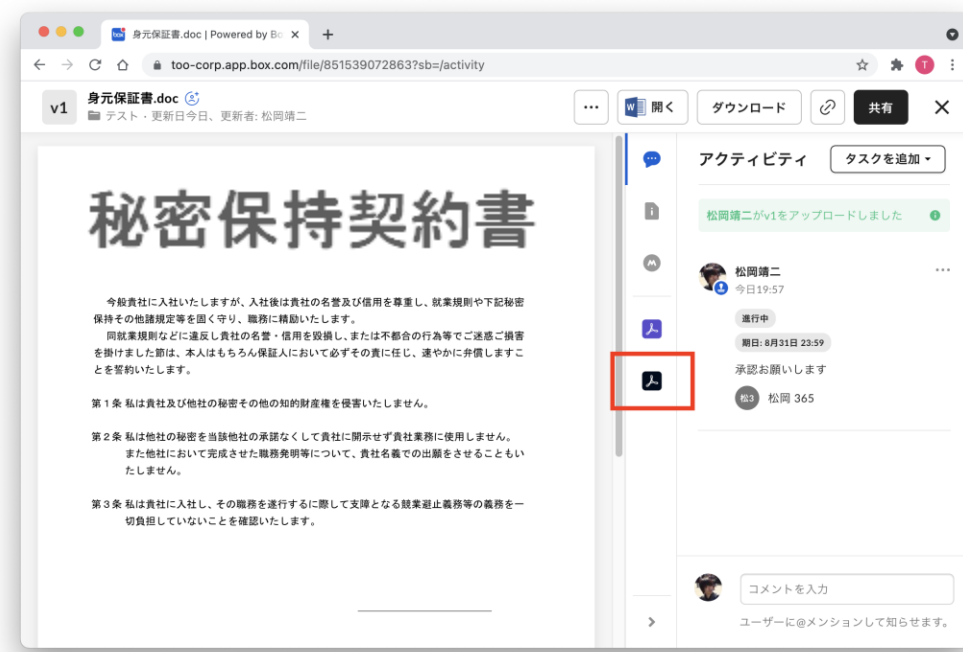 身元保証書.doc | Powered by Bo
too-corp.app.box.com/file/851539072863?sb=/activity
T
v1
身元保証書.doc
テスト・更新日今日、更新者: 松岡靖二
W 開く
ダウンロード
共有
秘密保持契約書
今般貴社に入社いたしますが、入社後は貴社の名誉及び信用を尊重し、就業規則や下記秘密
保持その他諸規定等を固く守り、職務に精励いたします。
同就業規則などに違反し貴社の名誉・信用を毀損し、または不都合の行為等でご迷惑ご損害
を掛けました節は、本人はもちろん保証人において必ずその責に任じ、速やかに弁償しますこ
とを誓約いたします。
第1条 私は貴社及び他社の秘密その他の知的財産権を侵害いたしません。
第2条 私は他社の秘密を当該他社の承諾なくして貴社に開示せず貴社業務に使用しません。
また他社において完成させた職務発明等について、貴社名義での出願をさせることもい
たしません。
第3条 私は貴社に入社し、その職務を遂行するに際して支障となる競業避止義務等の義務を一
切負担していないことを確認いたします。
アクティビティ
タスクを追加
松岡靖二がv1をアップロードしました
松岡靖二
今日19:57
進行中
期日: 8月31日 23:59
承認お願いします
松3 松岡 365
コメントを入力
ユーザーに@メンションして知らせます。